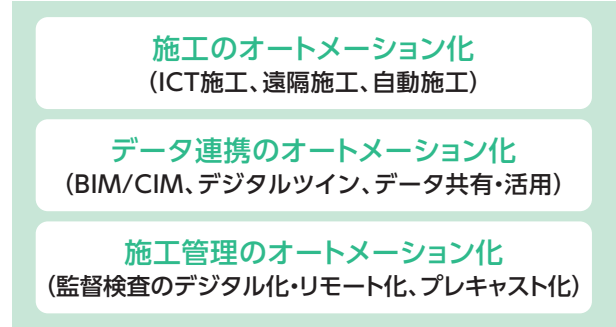 施工のオートメーション化
(ICT施工、遠隔施工、自動施工)
データ連携のオートメーション化
(BIM/CIM、デジタルツイン、データ共有・活用)
施工管理のオートメーション化
(監督検査のデジタル化・リモート化、プレキャスト化)